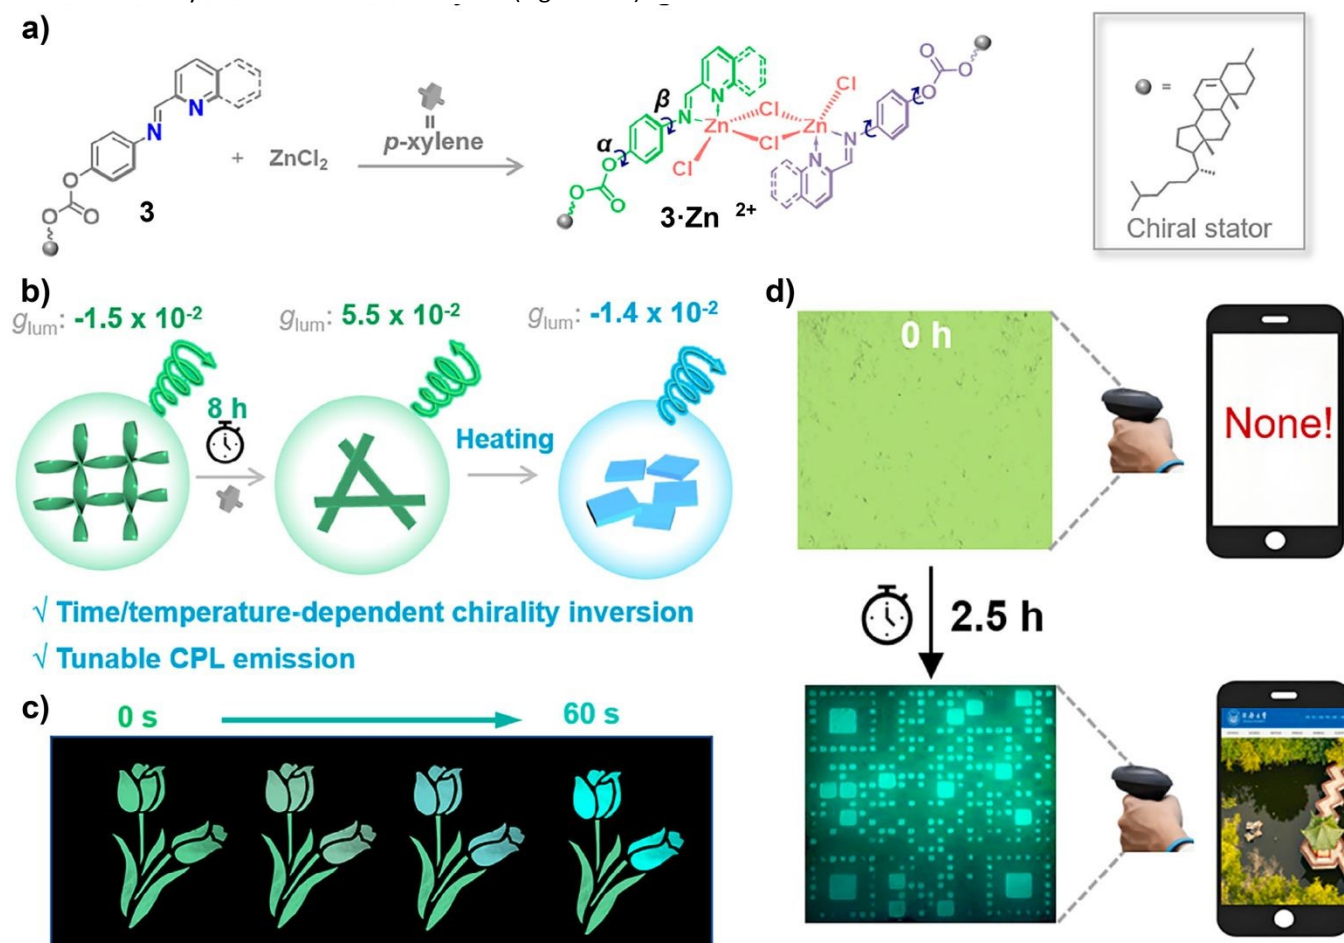 a)
N
N
O
O
O
3
+
ZnCl2
p-xylene
β
α
N
N
Zn
Cl
Cl
Cl
Zn
Cl
N
N
O
O
O
O
O
O
3·Zn 2+
=
Chiral stator
b)
glum: -1.5 x 10-2
glum: 5.5 x 10-2
glum: -1.4 x 10-2
8 h
Heating
√ Time/temperature-dependent chirality inversion
√ Tunable CPL emission
c)
0 s
60 s
d)
0 h
None!
2.5 h